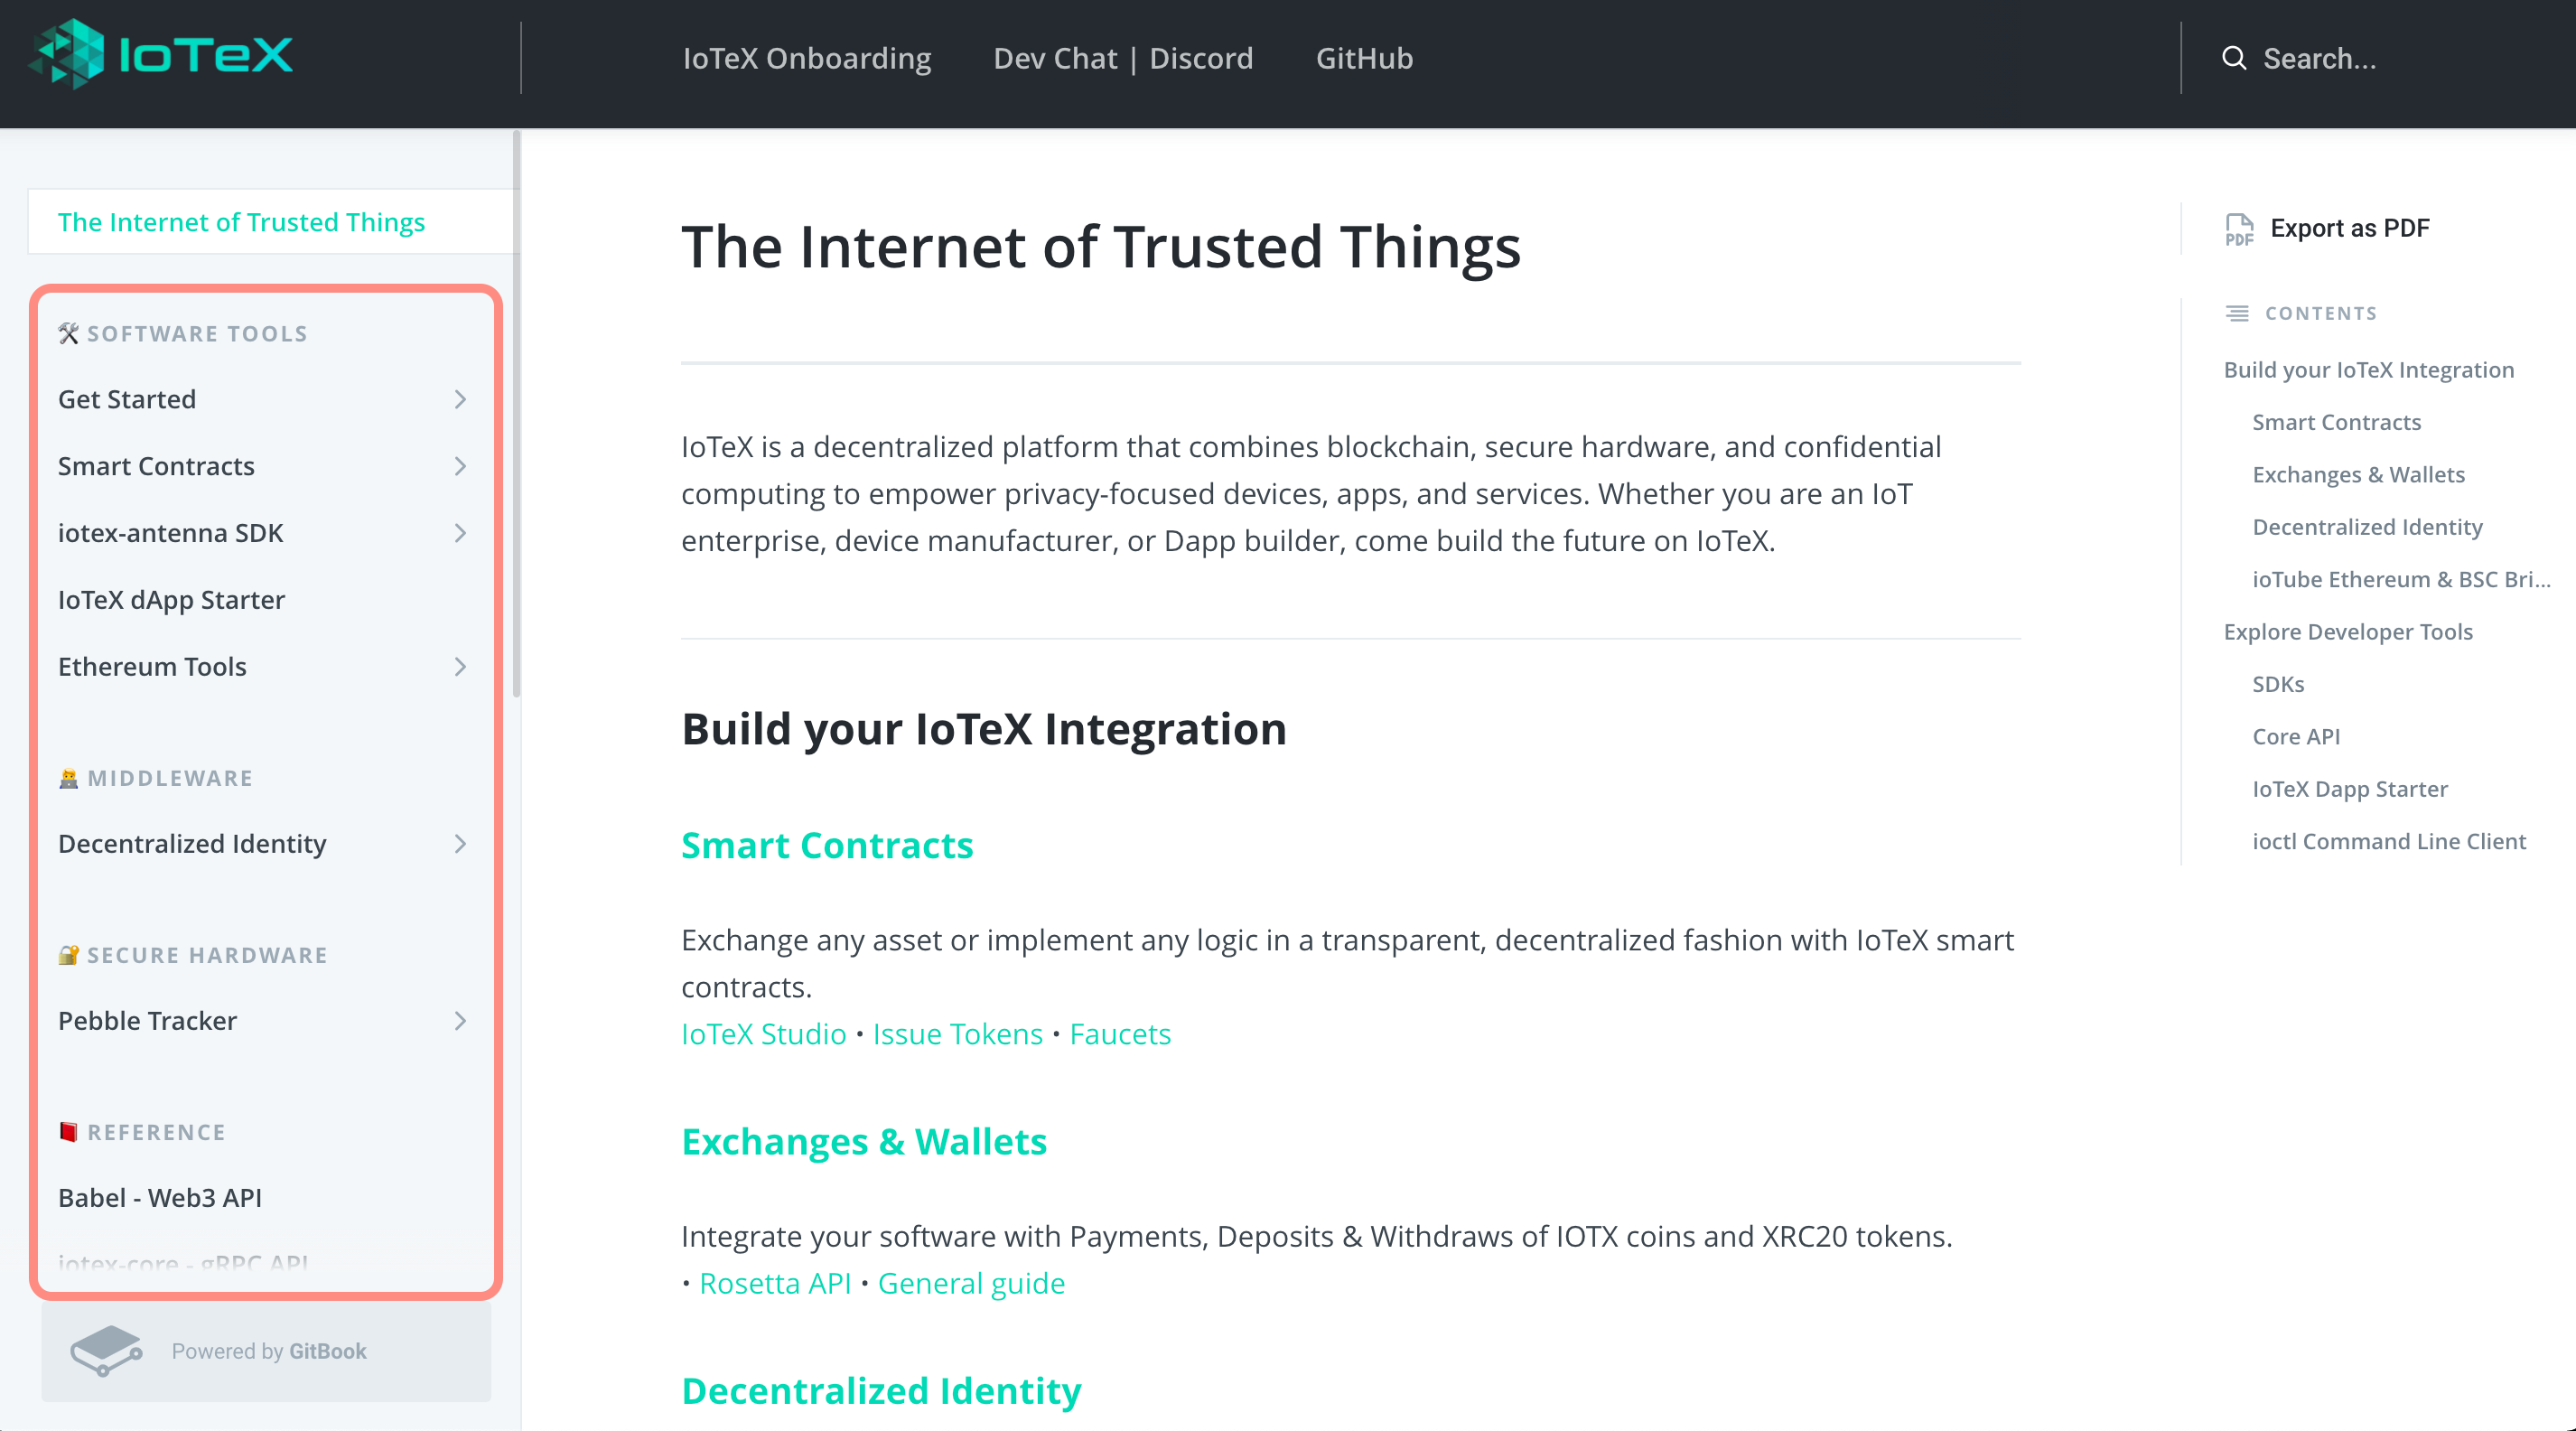 IoTeX
IoTeX Onboarding
Dev Chat | Discord
GitHub
Search...
The Internet of Trusted Things
🛠 SOFTWARE TOOLS
Get Started
Smart Contracts
iotex-antenna SDK
IoTeX dApp Starter
Ethereum Tools
MIDDLEWARE
Decentralized Identity
🔐 SECURE HARDWARE
Pebble Tracker
📕 REFERENCE
Babel - Web3 API
iotex-core - gRPC API
Powered by GitBook
The Internet of Trusted Things
IoTeX is a decentralized platform that combines blockchain, secure hardware, and confidential
computing to empower privacy-focused devices, apps, and services. Whether you are an IoT
enterprise, device manufacturer, or Dapp builder, come build the future on IoTeX.
Build your IoTeX Integration
Smart Contracts
Exchange any asset or implement any logic in a transparent, decentralized fashion with IoTeX smart
contracts.
IoTeX Studio • Issue Tokens • Faucets
Exchanges & Wallets
Integrate your software with Payments, Deposits & Withdraws of IOTX coins and XRC20 tokens.
• Rosetta API • General guide
Decentralized Identity
PDF
Export as PDF
CONTENTS
Build your IoTeX Integration
Smart Contracts
Exchanges & Wallets
Decentralized Identity
ioTube Ethereum & BSC Bri...
Explore Developer Tools
SDKs
Core API
IoTeX Dapp Starter
ioctl Command Line Client